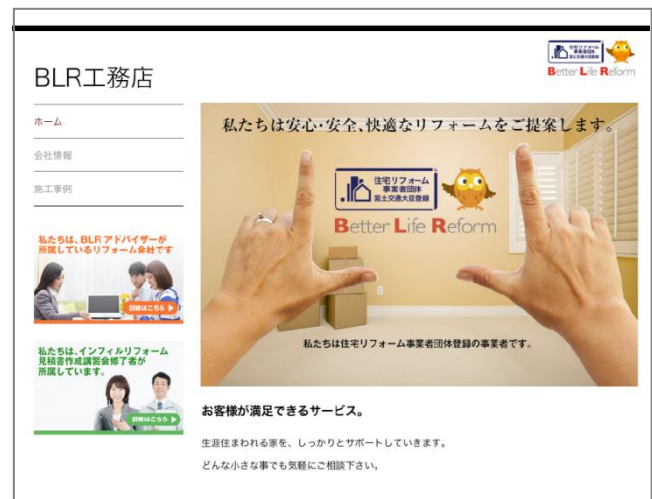 BLR工務店
住宅リフォーム
事業者団体
国土交通大臣登録
Better Life Reform
ホーム
会社情報
施工事例
私たちは、BLRアドバイザーが
所属しているリフォーム会社です
詳細はこちら
私たちは、インフィルリフォーム
見積書作成講習会修了者が
所属しています。
詳細はこちら
私たちは安心・安全、快適なリフォームをご提案します。
住宅リフォーム
事業者団体
国土交通大臣登録
Better Life Reform
私たちは住宅リフォーム事業者団体登録の事業者です。
お客様が満足できるサービス。
生涯住まわれる家を、しっかりとサポートしていきます。
どんな小さな事でも気軽にご相談下さい。